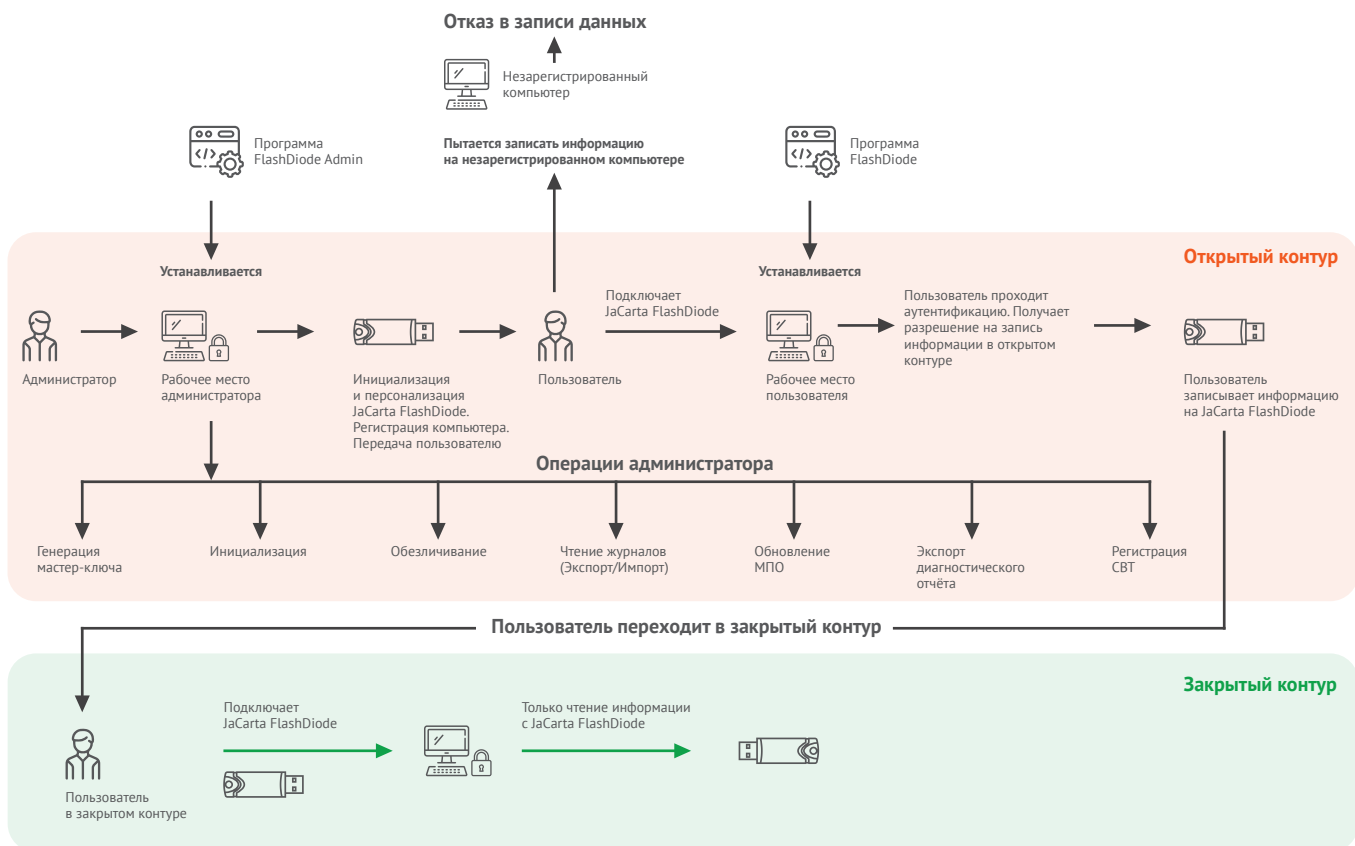 Отказ в записи данных
Незарегистрированный
компьютер
Программа
FlashDiode Admin
Пытается записать информацию
на незарегистрированном компьютере
Программа
FlashDiode
Открытый контур
Устанавливается
Устанавливается
Администратор
Рабочее место
администратора
Инициализация
и персонализация
JaCarta FlashDiode.
Регистрация компьютера.
Передача пользователю
Пользователь
Подключает
JaCarta FlashDiode
Рабочее место
пользователя
Пользователь проходит
аутентификацию. Получает
разрешение на запись
информации в открытом
контуре
Пользователь
записывает информацию
на JaCarta FlashDiode
Операции администратора
Генерация
мастер-ключа
Инициализация
Обезличивание
Чтение журналов
(Экспорт/Импорт)
Обновление
МПО
Экспорт
диагностического
отчёта
Регистрация
СВТ
Пользователь переходит в закрытый контур
Закрытый контур
Пользователь
в закрытом контуре
Подключает
JaCarta FlashDiode
Только чтение информации
с JaCarta FlashDiode